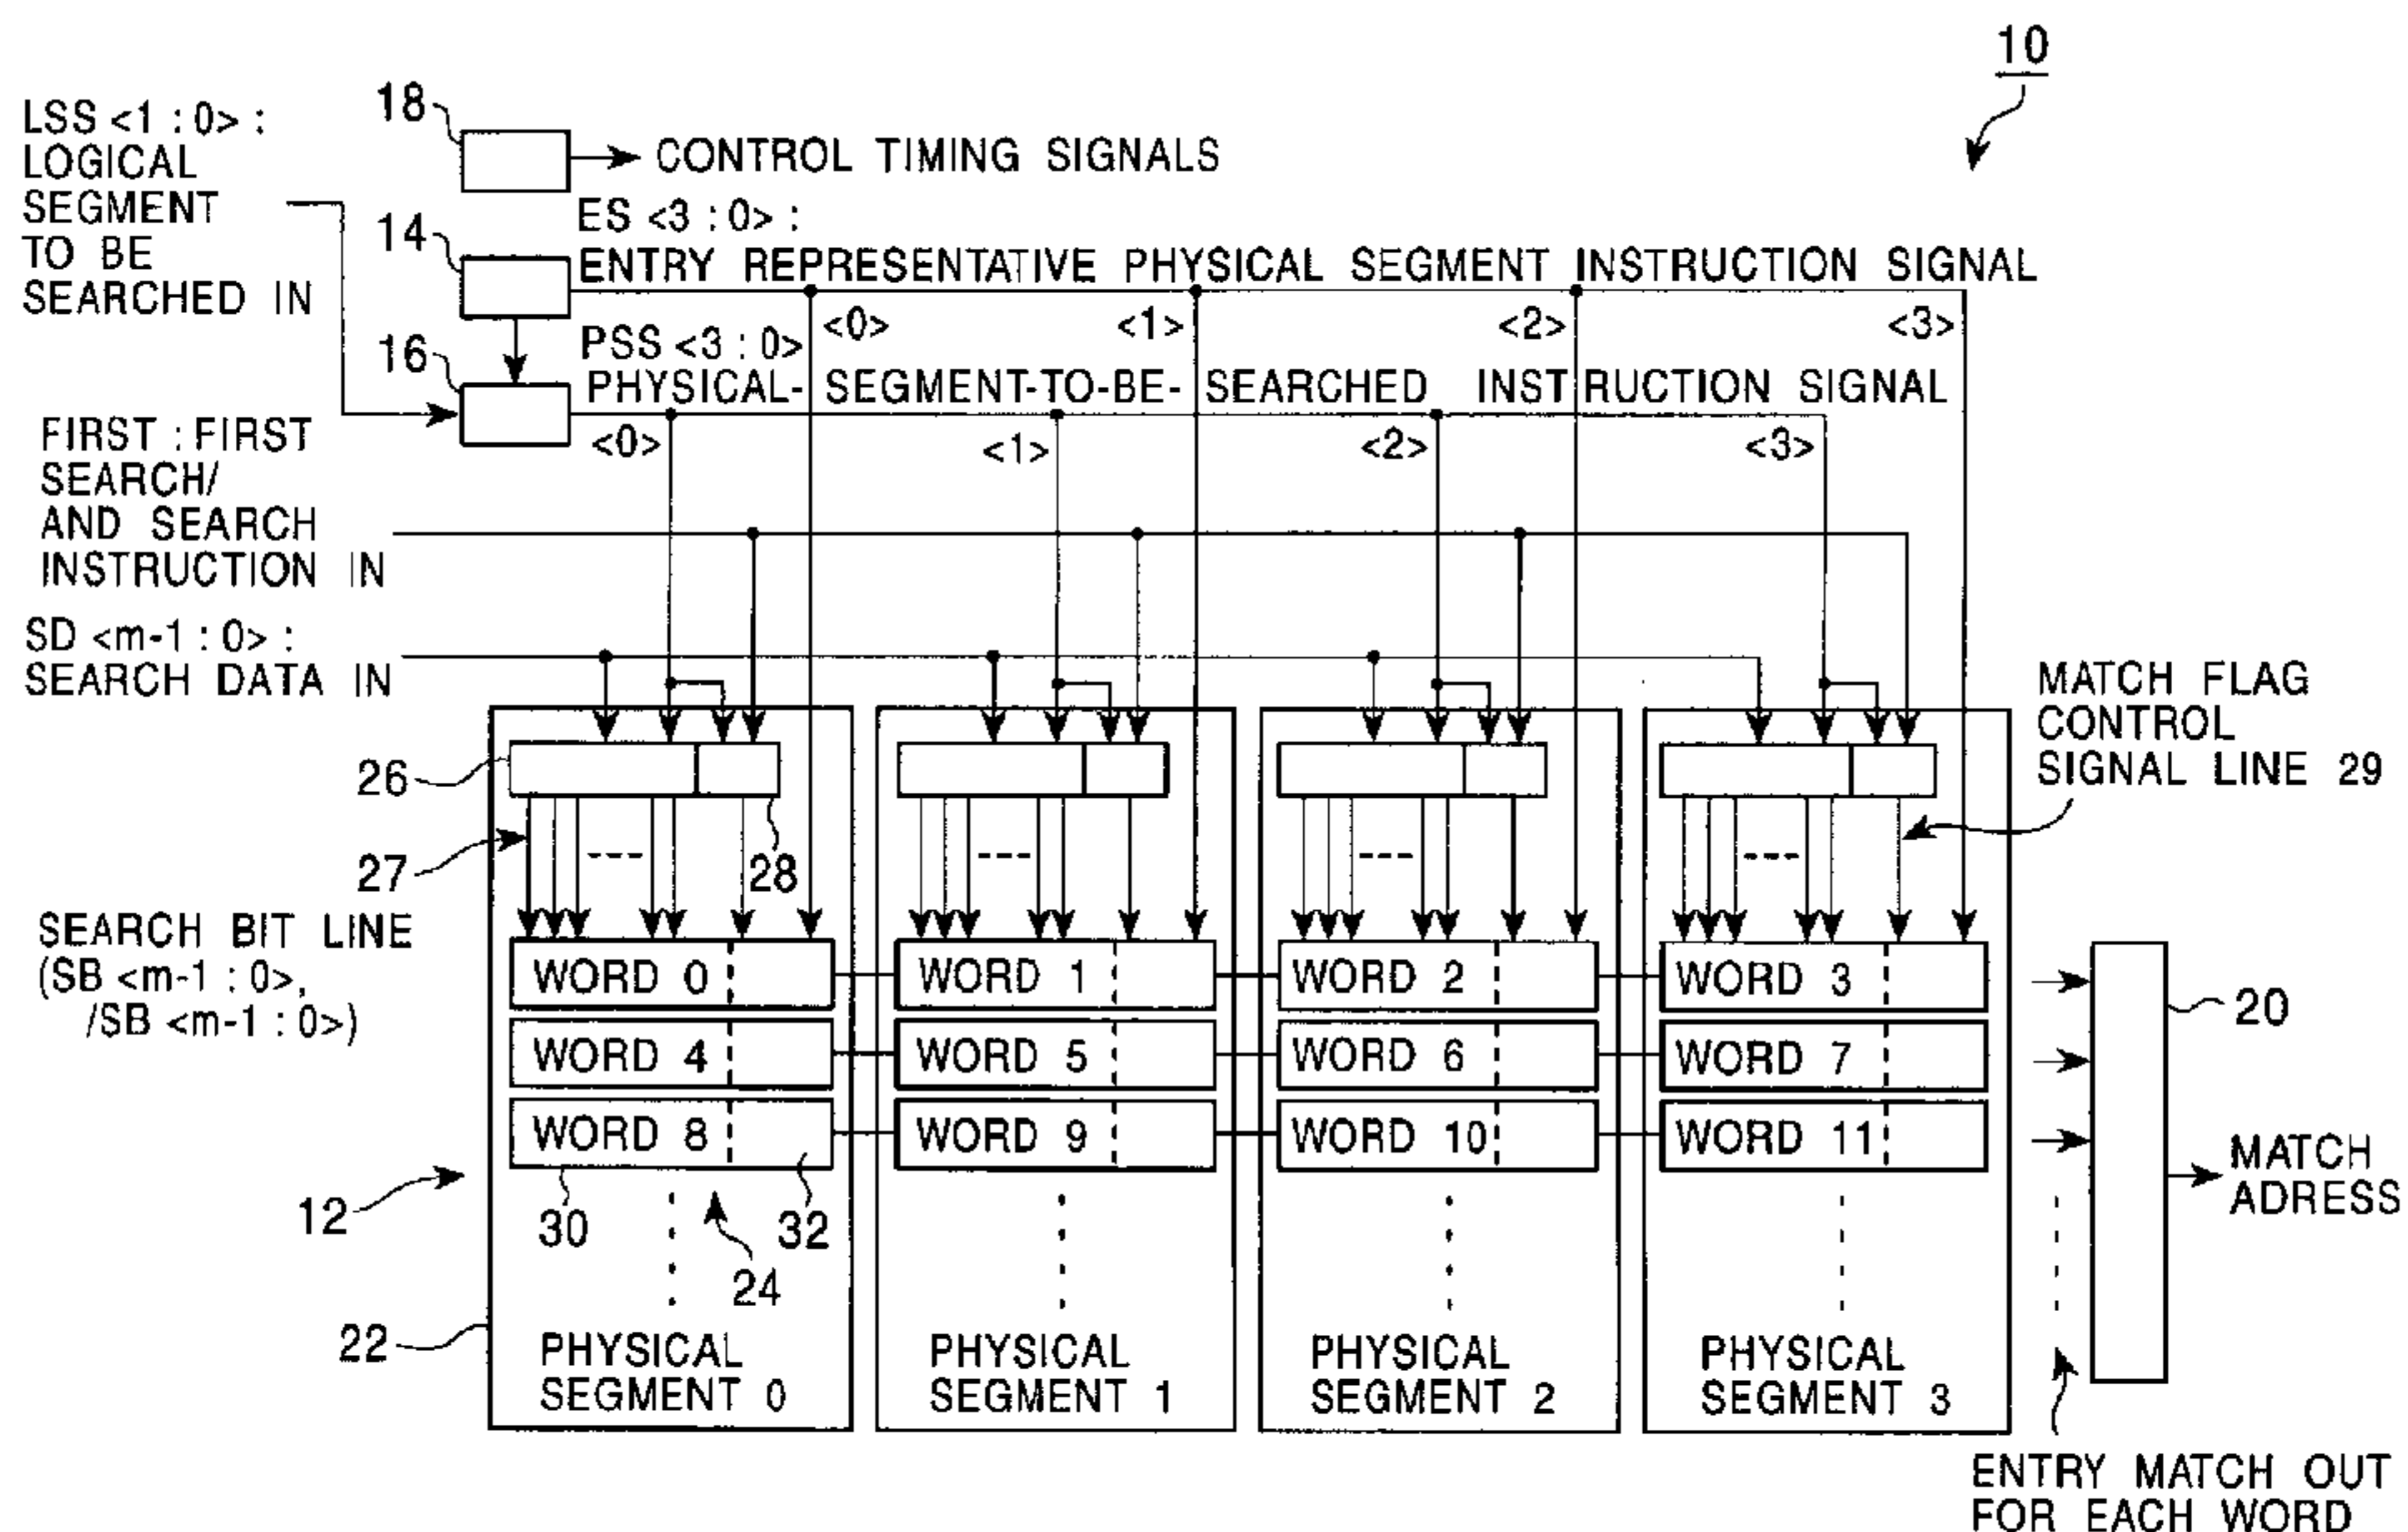 10
LSS <1 : 0> :
LOGICAL
SEGMENT
TO BE
SEARCHED IN
18
CONTROL TIMING SIGNALS
ES <3 : 0> :
14
ENTRY REPRESENTATIVE PHYSICAL SEGMENT INSTRUCTION SIGNAL
<0>
<1>
<2>
<3>
PSS <3 : 0>
16
PHYSICAL- SEGMENT-TO-BE- SEARCHED INSTRUCTION SIGNAL
<0>
<1>
<2>
<3>
FIRST : FIRST
SEARCH/
AND SEARCH
INSTRUCTION IN
SD <m-1 : 0> :
SEARCH DATA IN
MATCH FLAG
CONTROL
SIGNAL LINE 29
26
27
28
SEARCH BIT LINE
(SB <m-1 : 0>,
/SB <m-1 : 0>)
WORD 0
WORD 1
WORD 2
WORD 3
WORD 4
WORD 5
WORD 6
WORD 7
WORD 8
WORD 9
WORD 10
WORD 11
20
MATCH
ADRESS
12
30
32
24
22
PHYSICAL
SEGMENT 0
PHYSICAL
SEGMENT 1
PHYSICAL
SEGMENT 2
PHYSICAL
SEGMENT 3
ENTRY MATCH OUT
FOR EACH WORD